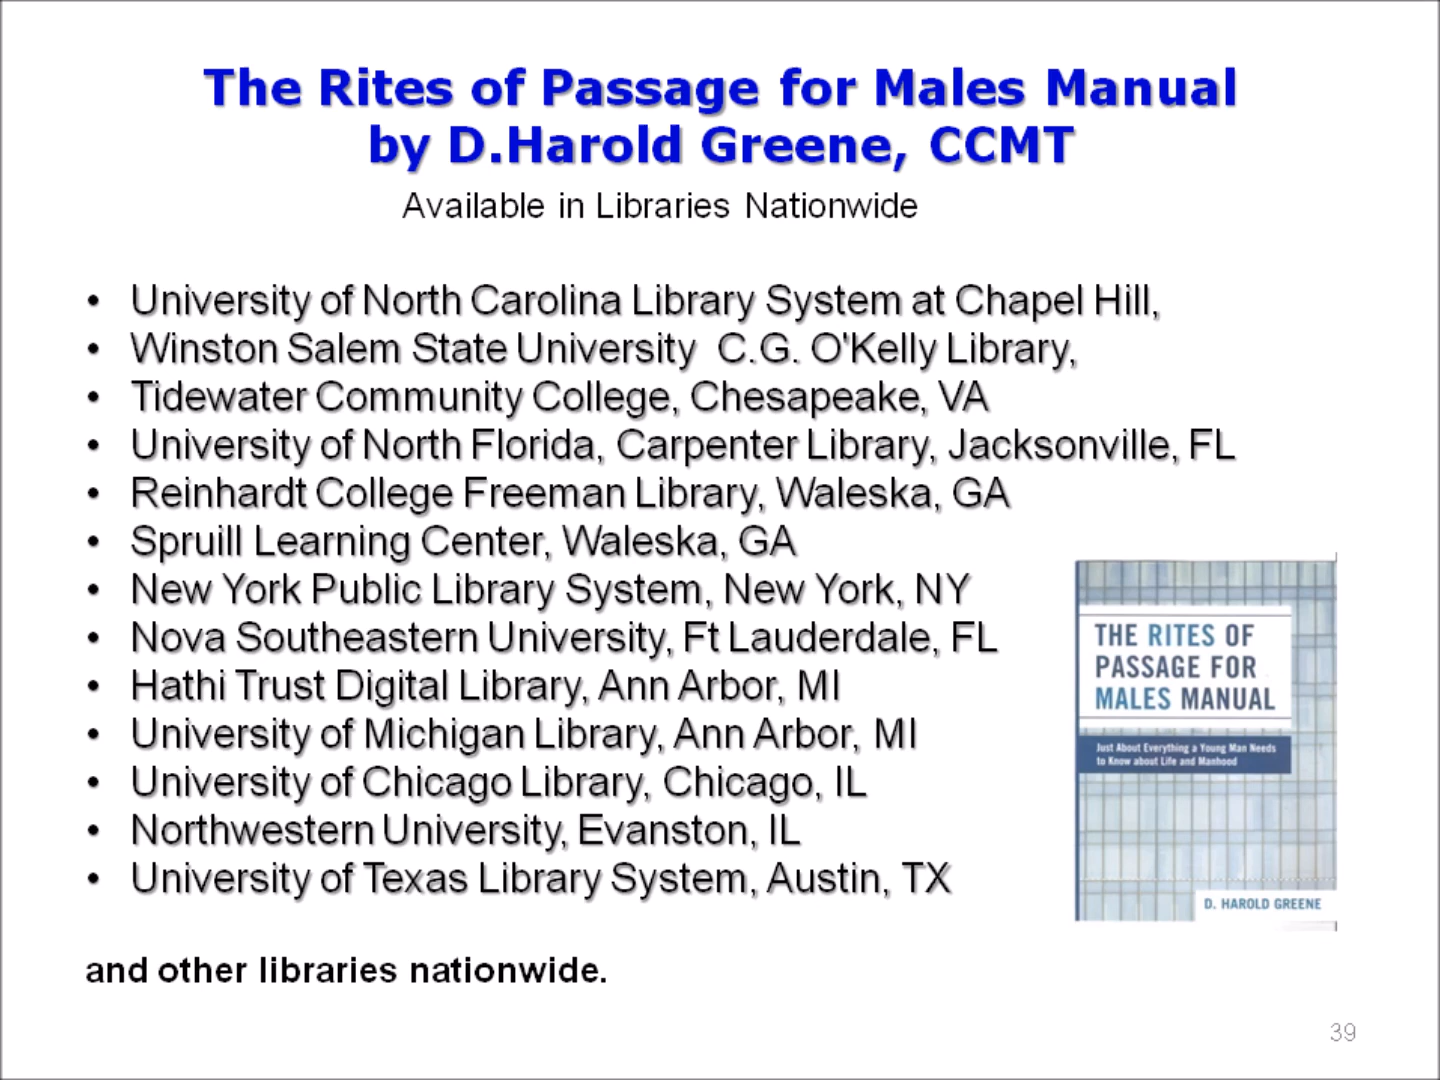 The Rites of Passage for Males Manual
by D.Harold Greene, CCMT
Available in Libraries Nationwide
• University of North Carolina Library System at Chapel Hill,
• Winston Salem State University C.G. O'Kelly Library,
• Tidewater Community College, Chesapeake, VA
• University of North Florida, Carpenter Library, Jacksonville, FL
• Reinhardt College Freeman Library, Waleska, GA
• Spruill Learning Center, Waleska, GA
• New York Public Library System, New York, NY
• Nova Southeastern University, Ft Lauderdale, FL
• Hathi Trust Digital Library, Ann Arbor, MI
• University of Michigan Library, Ann Arbor, MI
• University of Chicago Library, Chicago, IL
• Northwestern University, Evanston, IL
• University of Texas Library System, Austin, TX
and other libraries nationwide.
THE RITES OF
PASSAGE FOR
MALES MANUAL
Just About Everything a Young Man Needs
to Know about Life and Manhood
D. HAROLD GREENE
39